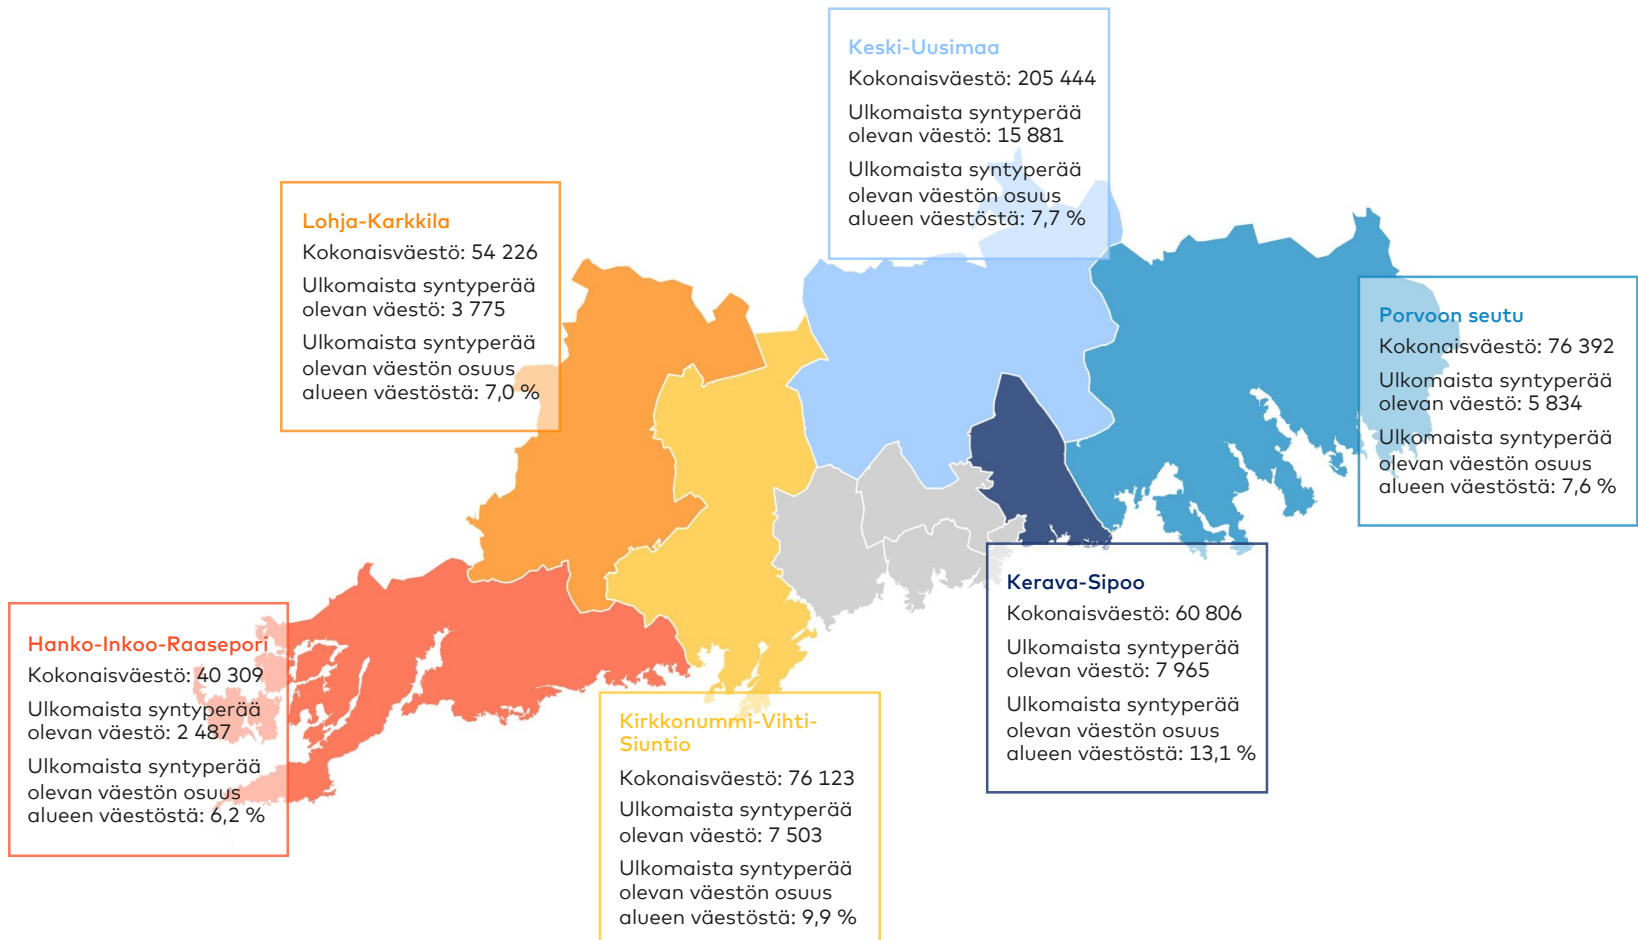 Keski-Uusimaa
Kokonaisväestö: 205 444
Ulkomaista syntyperää
olevan väestö: 15 881
Ulkomaista syntyperää
olevan väestön osuus
alueen väestöstä: 7,7 %
Lohja-Karkkila
Kokonaisväestö: 54 226
Ulkomaista syntyperää
olevan väestö: 3 775
Ulkomaista syntyperää
olevan väestön osuus
alueen väestöstä: 7,0 %
Porvoon seutu
Kokonaisväestö: 76 392
Ulkomaista syntyperää
olevan väestö: 5 834
Ulkomaista syntyperää
olevan väestön osuus
alueen väestöstä: 7,6 %
Hanko-Inkoo-Raasepori
Kokonaisväestö: 40 309
Ulkomaista syntyperää
olevan väestö: 2 487
Ulkomaista syntyperää
olevan väestön osuus
alueen väestöstä: 6,2 %
Kirkkonummi-Vihti-
Siuntio
Kokonaisväestö: 76 123
Ulkomaista syntyperää
olevan väestö: 7 503
Ulkomaista syntyperää
olevan väestön osuus
alueen väestöstä: 9,9 %
Kerava-Sipoo
Kokonaisväestö: 60 806
Ulkomaista syntyperää
olevan väestö: 7 965
Ulkomaista syntyperää
olevan väestön osuus
alueen väestöstä: 13,1 %